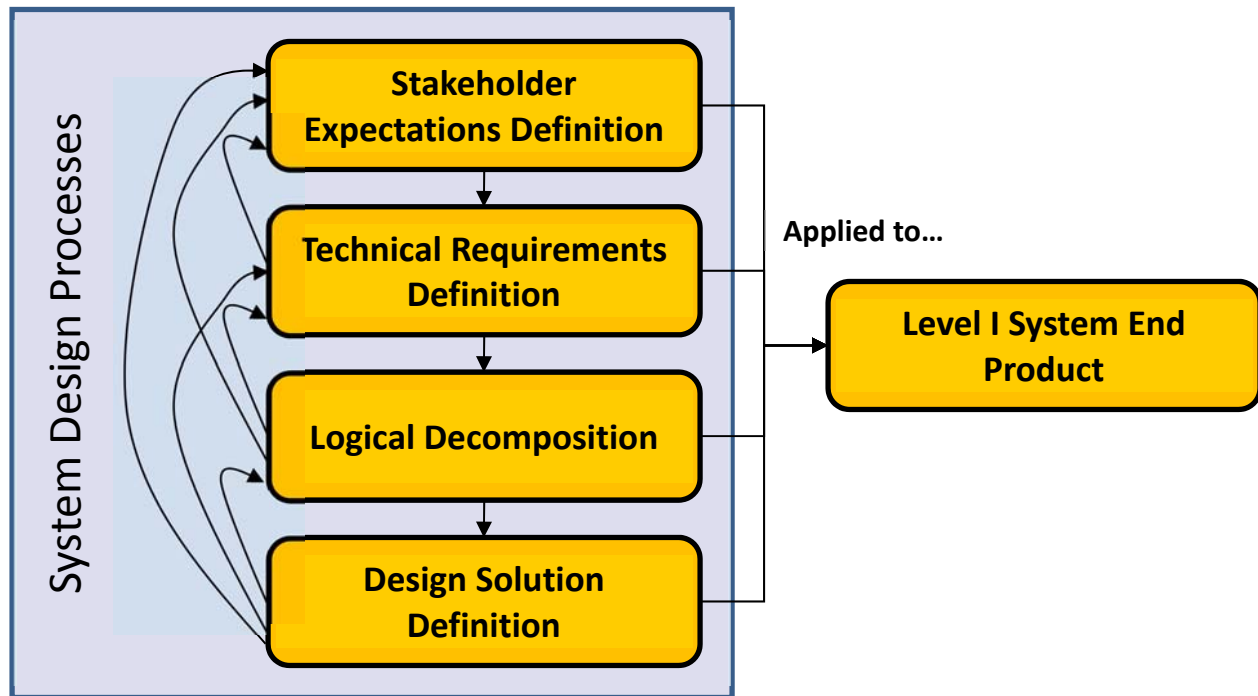 System Design Processes
Stakeholder
Expectations Definition
Technical Requirements
Definition
Logical Decomposition
Design Solution
Definition
Applied to…
Level I System End
Product